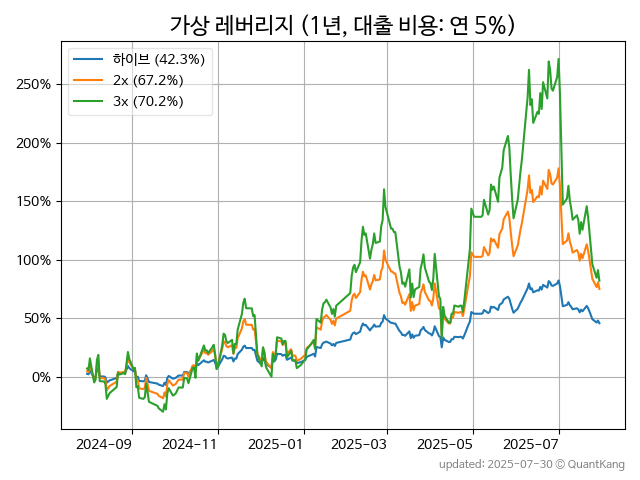 가상 레버리지 (1년, 대출 비용: 연 5%)
하이브 (42.3%)
2x (67.2%)
3x (70.2%)
250%
200%
150%
100%
50%
0%
2024-09
2024-11
2025-01
2025-03
2025-05
2025-07
updated: 2025-07-30 © QuantKang